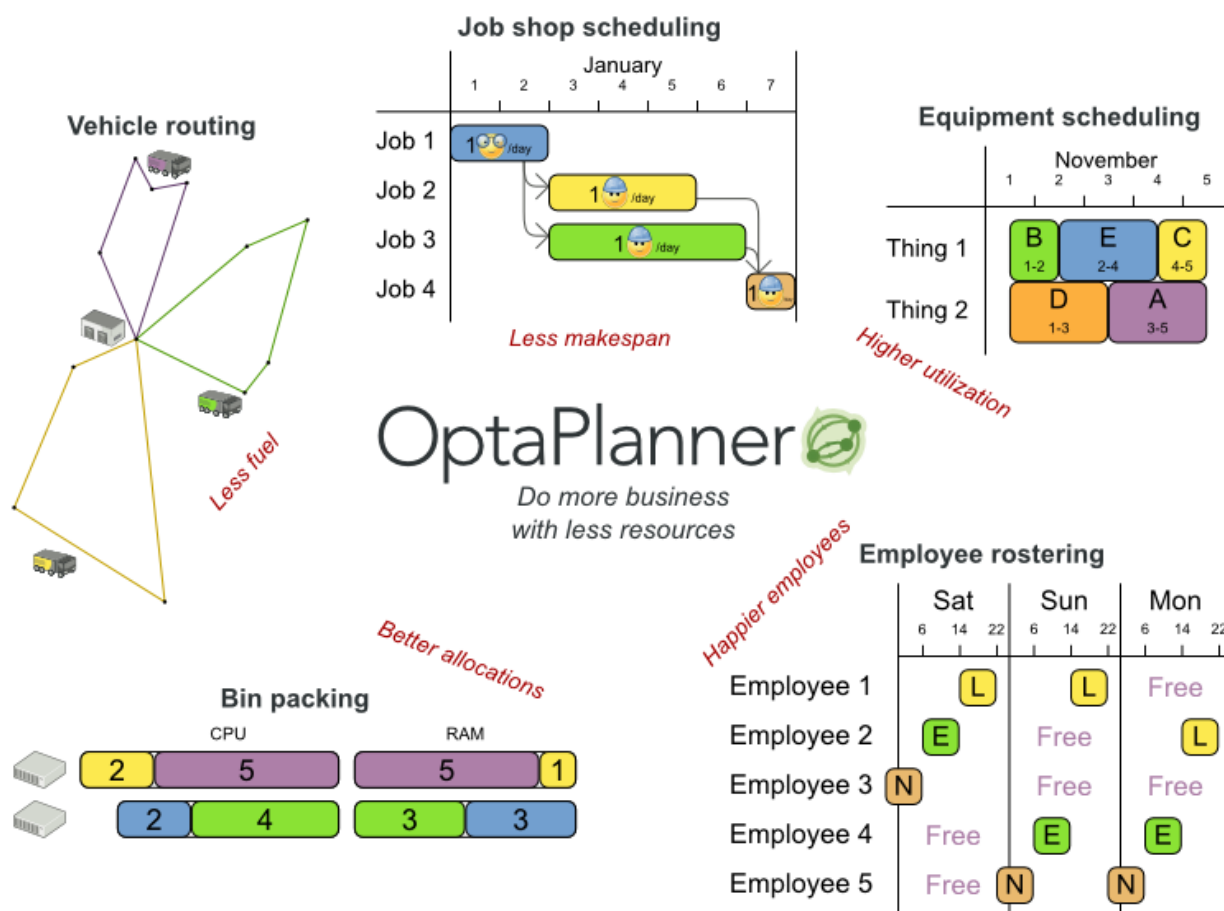 Job shop scheduling
January
1 2 3 4 5 6 7
Job 1
1 /day
Job 2
1 /day
Job 3
1 /day
Job 4
1
Less makespan
Vehicle routing
Less fuel
Equipment scheduling
November
1 2 3 4 5
Thing 1
B E C
1-2 2-4 4-5
Thing 2
D A
1-3 3-5
Higher utilization
OptaPlanner
Do more business
with less resources
Better allocations
Bin packing
CPU RAM
2 5 5 1
2 4 3 3
Happier employees
Employee rostering
Sat Sun Mon
6 14 22 6 14 22 6 14 22
Employee 1 L L Free
Employee 2 E Free L
Employee 3 N Free Free
Employee 4 Free E E
Employee 5 Free N N